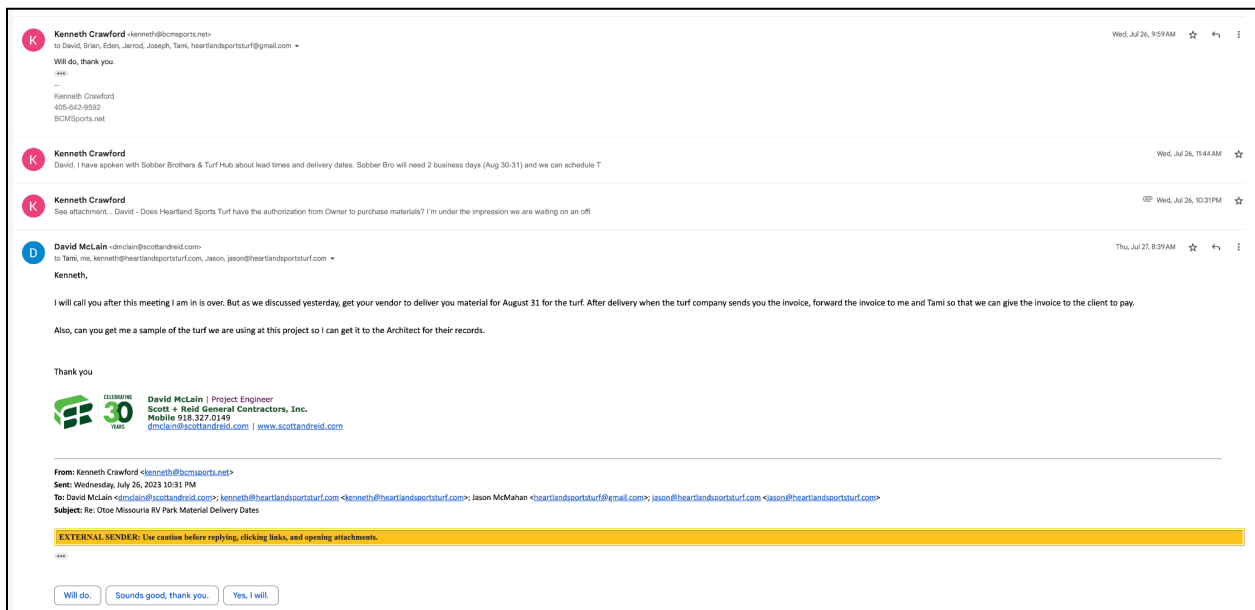 K
Kenneth Crawford <kenneth@bcmsports.net>
Wed, Jul 26, 9:59 AM
to David, Brian, Eden, Jarrod, Joseph, Tami, heartlandsportsturf@gmail.com
Will do, thank you.
--
Kenneth Crawford
405-642-9592
BCMSports.net
K
Kenneth Crawford
Wed, Jul 26, 11:44 AM
David, I have spoken with Sobber Brothers & Turf Hub about lead times and delivery dates. Sobber Bro will need 2 business days (Aug 30-31) and we can schedule T
K
Kenneth Crawford
Wed, Jul 26, 10:31 PM
See attachment... David - Does Heartland Sports Turf have the authorization from Owner to purchase materials? I'm under the impression we are waiting on an offi
D
David McLain <dmclain@scottandreid.com>
Thu, Jul 27, 8:39 AM
to Tami, me, kenneth@heartlandsportsturf.com, Jason, jason@heartlandsportsturf.com
Kenneth,
I will call you after this meeting I am in is over. But as we discussed yesterday, get your vendor to deliver you material for August 31 for the turf. After delivery when the turf company sends you the invoice, forward the invoice to me and Tami so that we can give the invoice to the client to pay.
Also, can you get me a sample of the turf we are using at this project so I can get it to the Architect for their records.
Thank you
CELEBRATING
30
YEARS
David McLain | Project Engineer
Scott + Reid General Contractors, Inc.
Mobile 918.327.0149
dmclain@scottandreid.com | www.scottandreid.com
From: Kenneth Crawford <kenneth@bcmsports.net>
Sent: Wednesday, July 26, 2023 10:31 PM
To: David McLain <dmclain@scottandreid.com>; kenneth@heartlandsportsturf.com <kenneth@heartlandsportsturf.com>; Jason McMahan <heartlandsportsturf@gmail.com>; jason@heartlandsportsturf.com <jason@heartlandsportsturf.com>
Subject: Re: Otoe Missouria RV Park Material Delivery Dates
EXTERNAL SENDER: Use caution before replying, clicking links, and opening attachments.
Will do.
Sounds good, thank you.
Yes, I will.